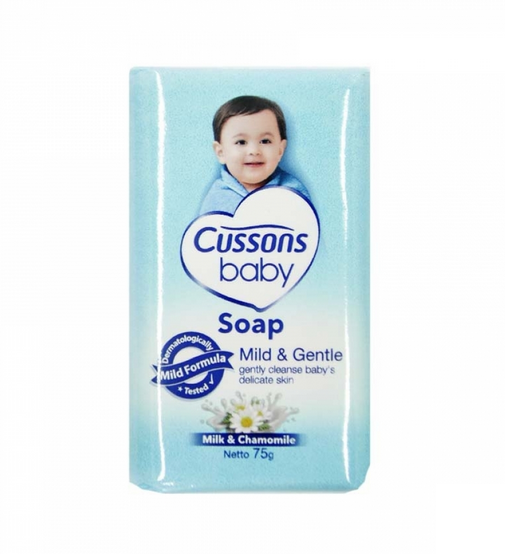 Cussons
baby
Soap
Dermatologically
Mild Formula
Tested
Mild & Gentle
gently cleanse baby's
delicate skin
Milk & Chamomile
Netto 75g